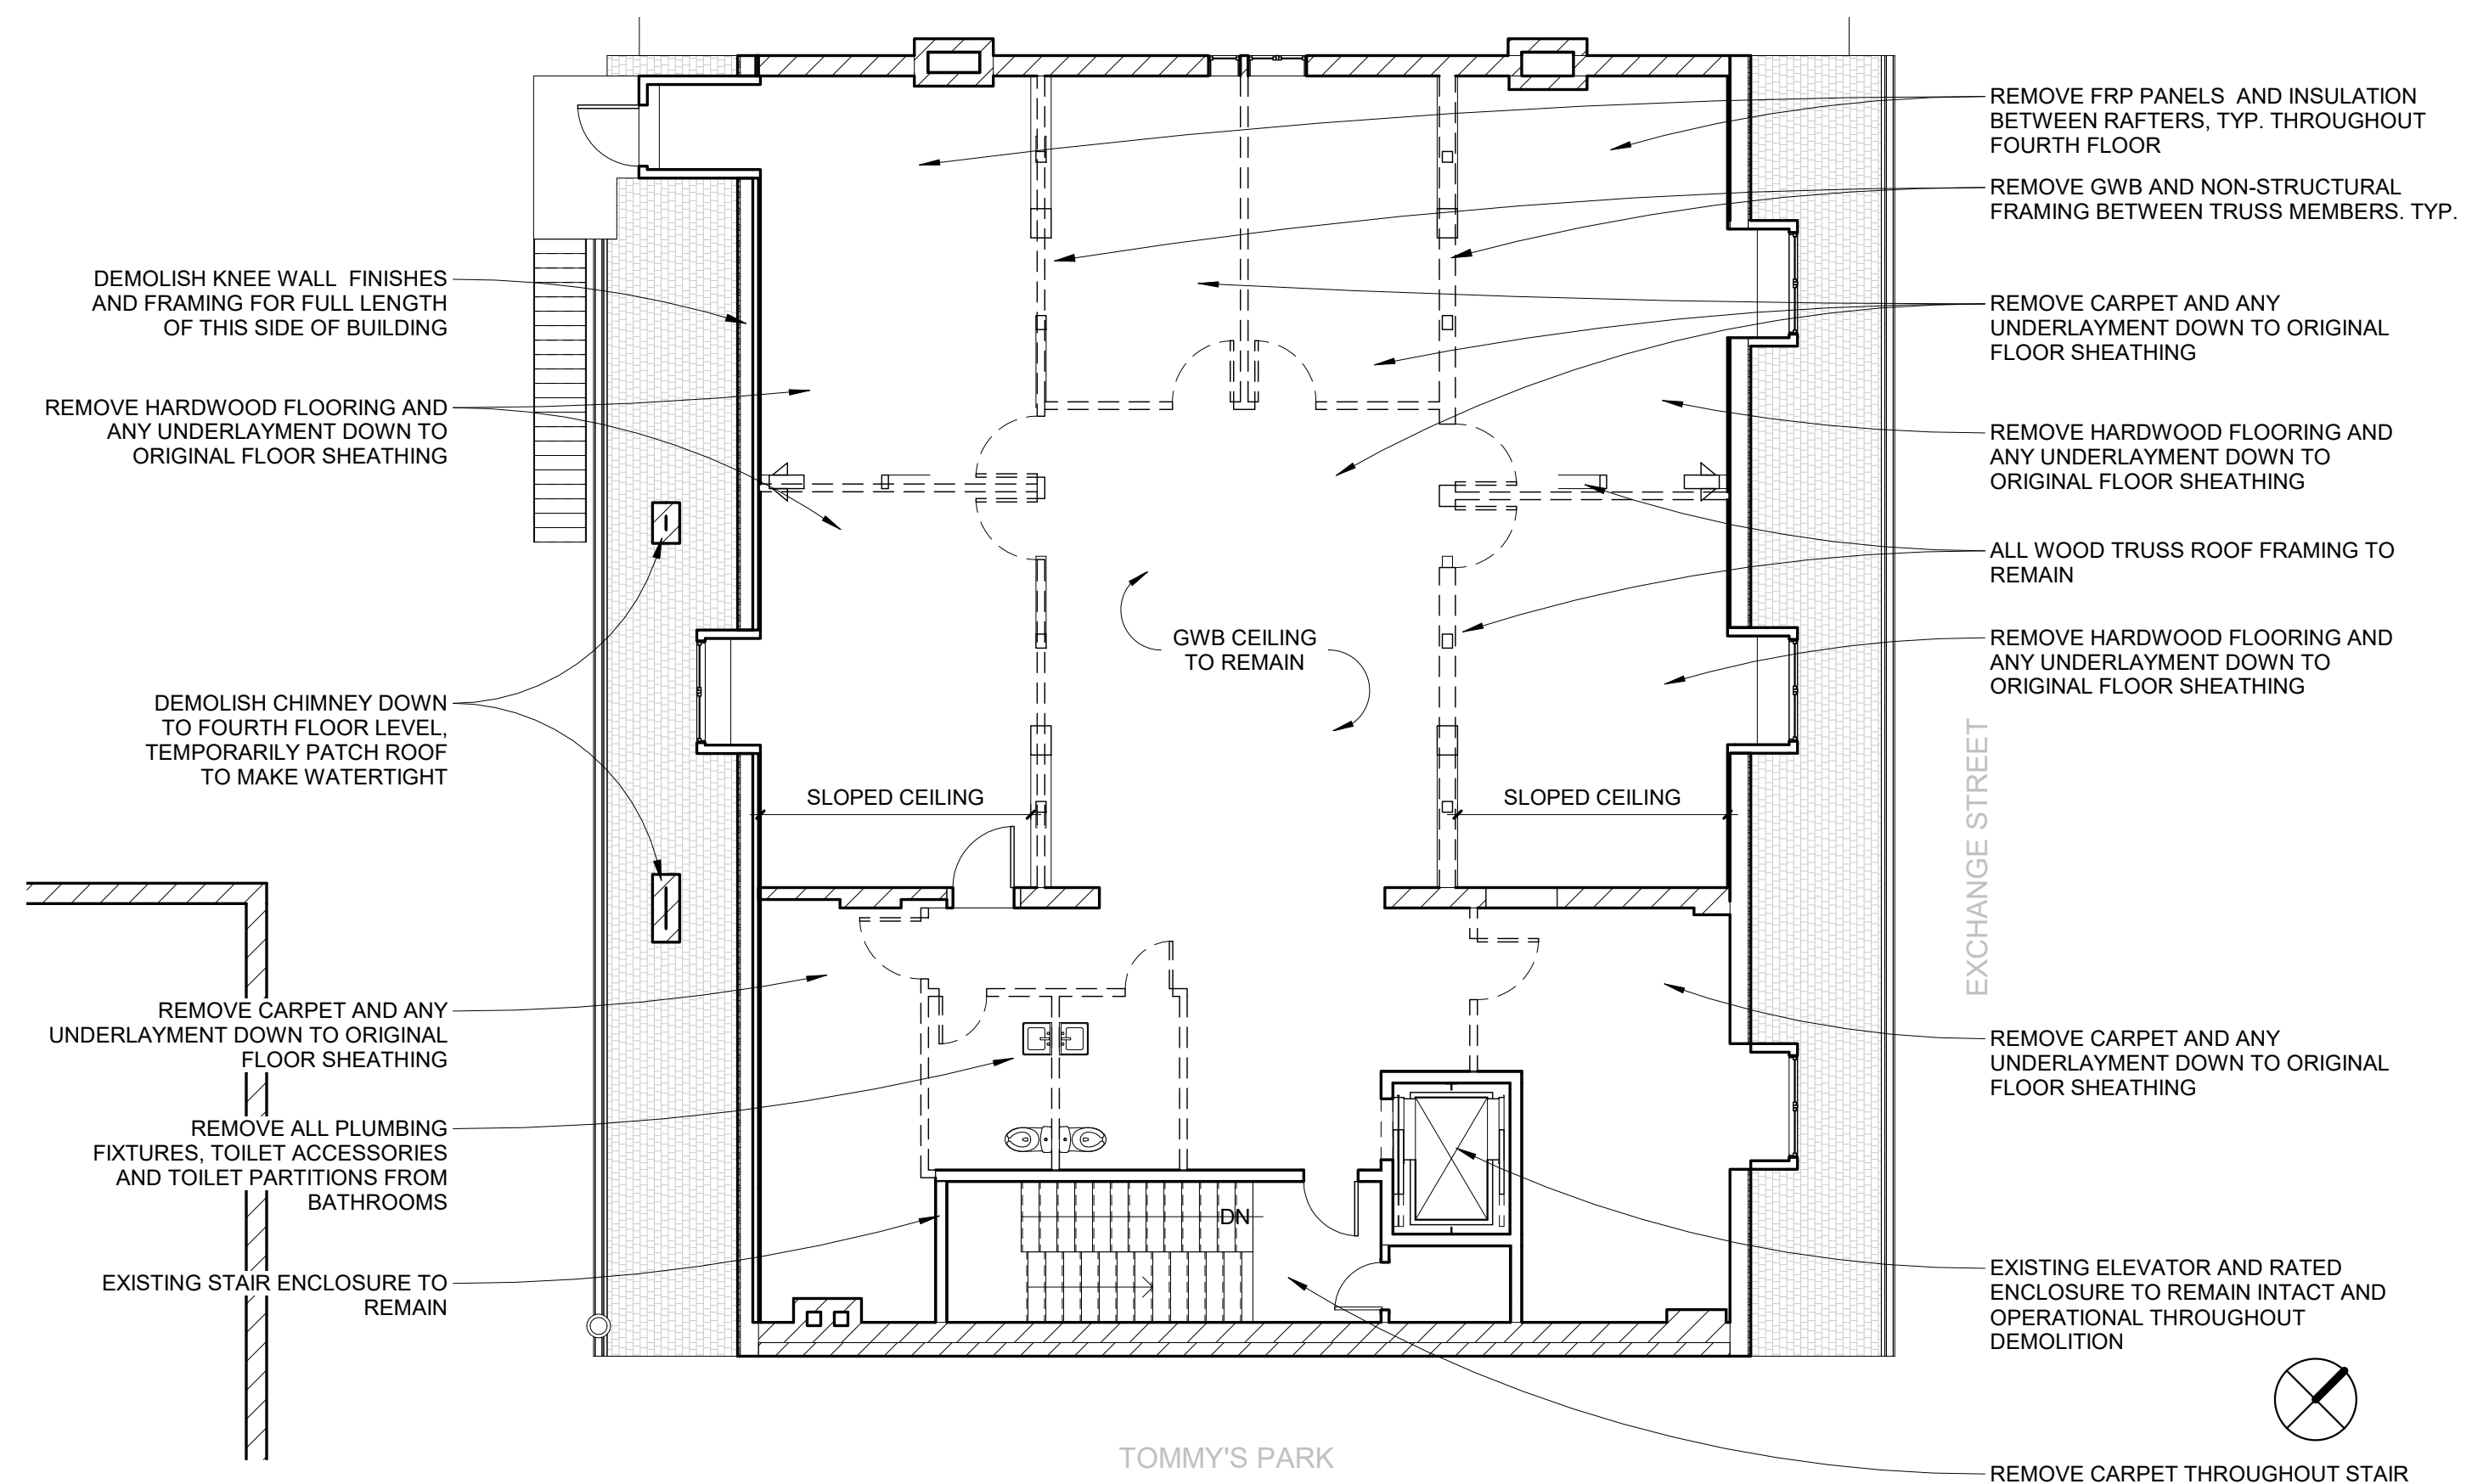 DEMOLISH KNEE WALL  FINISHES
AND FRAMING FOR FULL LENGTH
OF THIS SIDE OF BUILDING
REMOVE HARDWOOD FLOORING AND
ANY UNDERLAYMENT DOWN TO
ORIGINAL FLOOR SHEATHING
DEMOLISH CHIMNEY DOWN
TO FOURTH FLOOR LEVEL,
TEMPORARILY PATCH ROOF
TO MAKE WATERTIGHT
REMOVE CARPET AND ANY
UNDERLAYMENT DOWN TO ORIGINAL
FLOOR SHEATHING
REMOVE ALL PLUMBING
FIXTURES, TOILET ACCESSORIES
AND TOILET PARTITIONS FROM
BATHROOMS
EXISTING STAIR ENCLOSURE TO
REMAIN
GWB CEILING
TO REMAIN
SLOPED CEILING
SLOPED CEILING
DN
TOMMY'S PARK
EXCHANGE STREET
REMOVE FRP PANELS  AND INSULATION
BETWEEN RAFTERS, TYP. THROUGHOUT
FOURTH FLOOR
REMOVE GWB AND NON-STRUCTURAL
FRAMING BETWEEN TRUSS MEMBERS. TYP.
REMOVE CARPET AND ANY
UNDERLAYMENT DOWN TO ORIGINAL
FLOOR SHEATHING
REMOVE HARDWOOD FLOORING AND
ANY UNDERLAYMENT DOWN TO
ORIGINAL FLOOR SHEATHING
ALL WOOD TRUSS ROOF FRAMING TO
REMAIN
REMOVE HARDWOOD FLOORING AND
ANY UNDERLAYMENT DOWN TO
ORIGINAL FLOOR SHEATHING
REMOVE CARPET AND ANY
UNDERLAYMENT DOWN TO ORIGINAL
FLOOR SHEATHING
EXISTING ELEVATOR AND RATED
ENCLOSURE TO REMAIN INTACT AND
OPERATIONAL THROUGHOUT
DEMOLITION
REMOVE CARPET THROUGHOUT STAIR